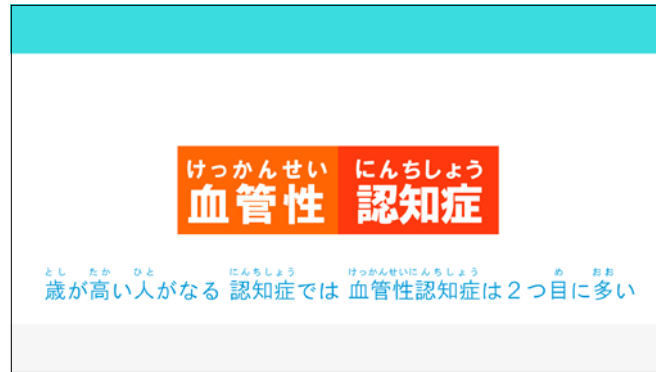 けっかんせい にんちしょう
血管性 認知症
とし たか ひと にんちしょう けっかんせいにんちしょう め おお
歳が高い人がなる 認知症では 血管性認知症は２つ目に多い